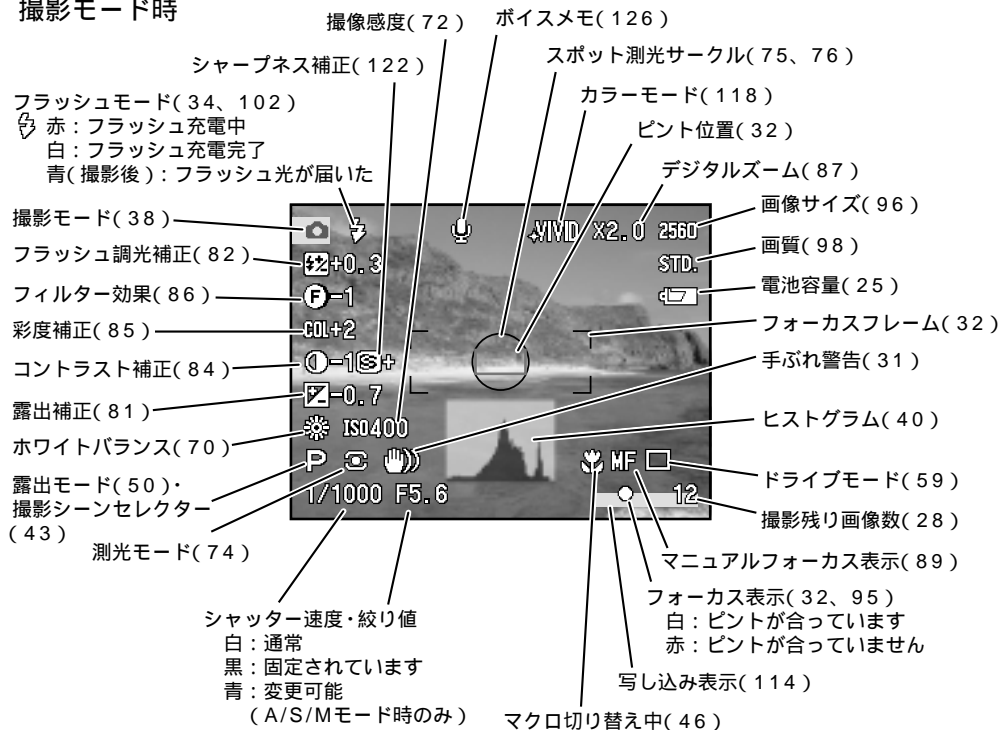 撮影モード時
撮像感度(72)
ボイスメモ(126)
シャープネス補正(122)
スポット測光サークル(75、76)
フラッシュモード(34、102)
赤：フラッシュ充電中
白：フラッシュ充電完了
青(撮影後)：フラッシュ光が届いた
カラーモード(118)
ピント位置(32)
デジタルズーム(87)
撮影モード(38)
フラッシュ調光補正(82)
フィルター効果(86)
彩度補正(85)
コントラスト補正(84)
露出補正(81)
ホワイトバランス(70)
露出モード(50)・
撮影シーンセレクター
(43)
測光モード(74)
VIVID X2.0 2560
+0.3 STD.
F-1
COL+2
-1 S+
-0.7
ISO400
P MF
1/1000 F5.6 12
画像サイズ(96)
画質(98)
電池容量(25)
フォーカスフレーム(32)
手ぶれ警告(31)
ヒストグラム(40)
ドライブモード(59)
撮影残り画像数(28)
マニュアルフォーカス表示(89)
フォーカス表示(32、95)
白：ピントが合っています
赤：ピントが合っていません
写し込み表示(114)
マクロ切り替え中(46)
シャッター速度・絞り値
白：通常
黒：固定されています
青：変更可能
(A/S/Mモード時のみ)